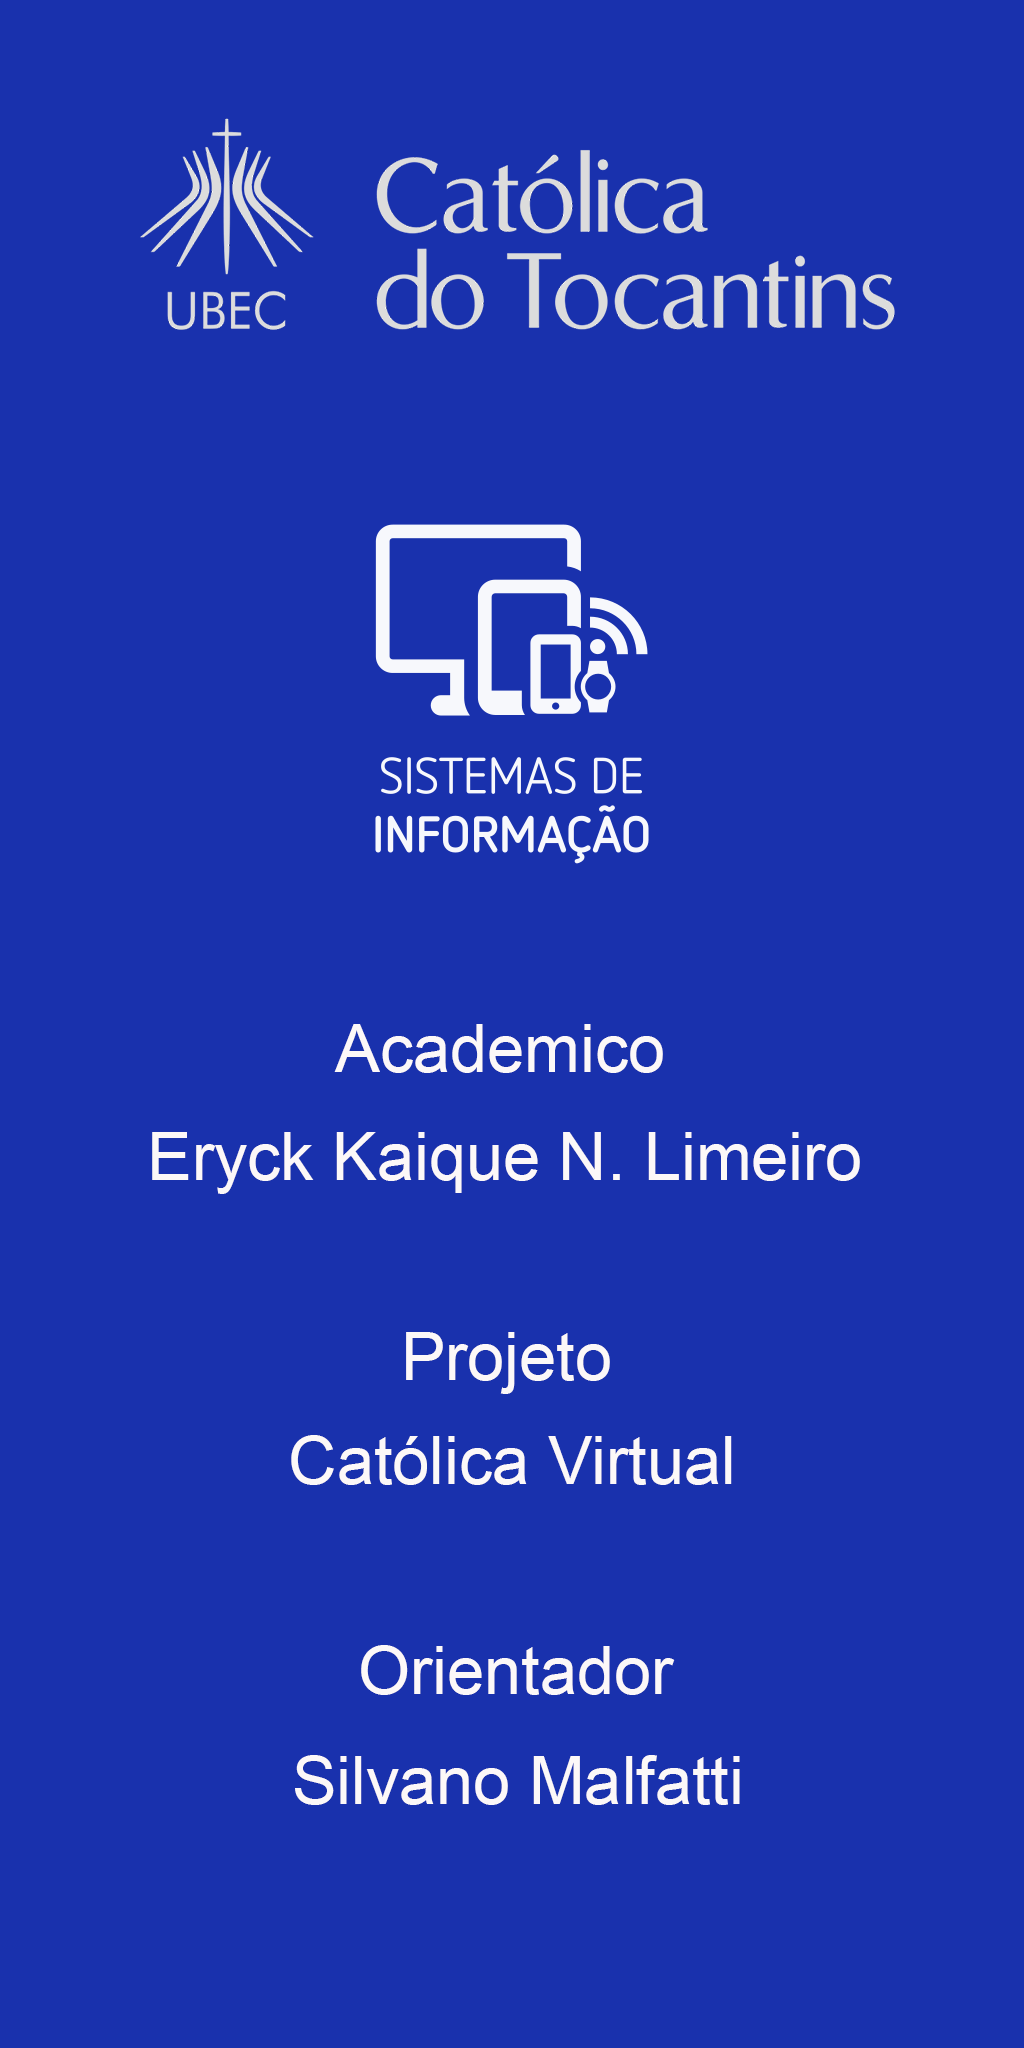 UBEC
Católica
do Tocantins
SISTEMAS DE
INFORMAÇÃO
Academico
Eryck Kaique N. Limeiro
Projeto
Católica Virtual
Orientador
Silvano Malfatti